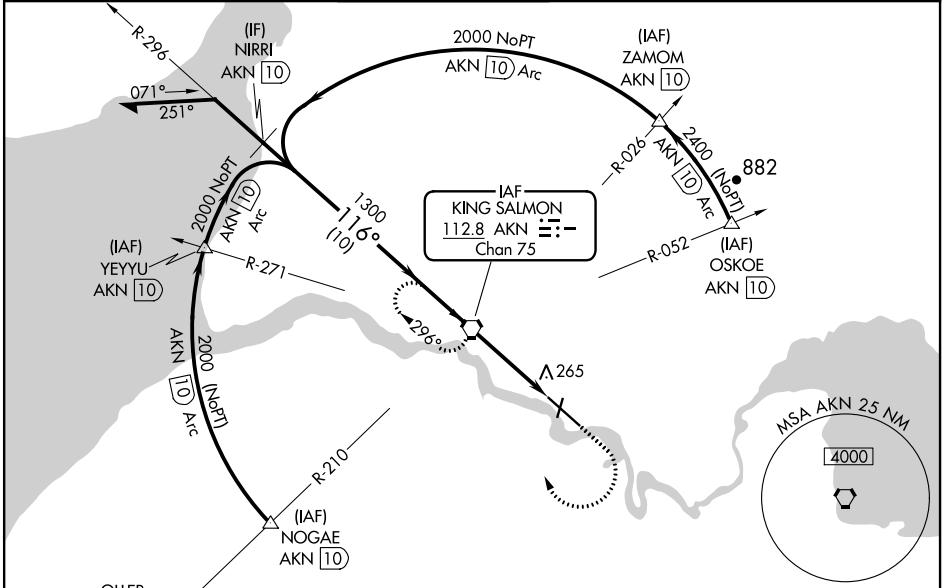 R-296
(IF)
NIRRI
AKN 10
2000 NoPT
AKN 10 Arc
(IAF)
ZAMOM
AKN 10
071°
251°
R-026
2400 (NoPT)
AKN 10 Arc
882
2000 NoPT
AKN 10 Arc
1300
116°
(10)
IAF
KING SALMON
112.8 AKN
Chan 75
R-052
(IAF)
OSKOE
AKN 10
(IAF)
YEYYU
AKN 10
R-271
296°
2000 (NoPT)
AKN 10 Arc
265
MSA AKN 25 NM
4000
R-210
(IAF)
NOGAE
AKN 10